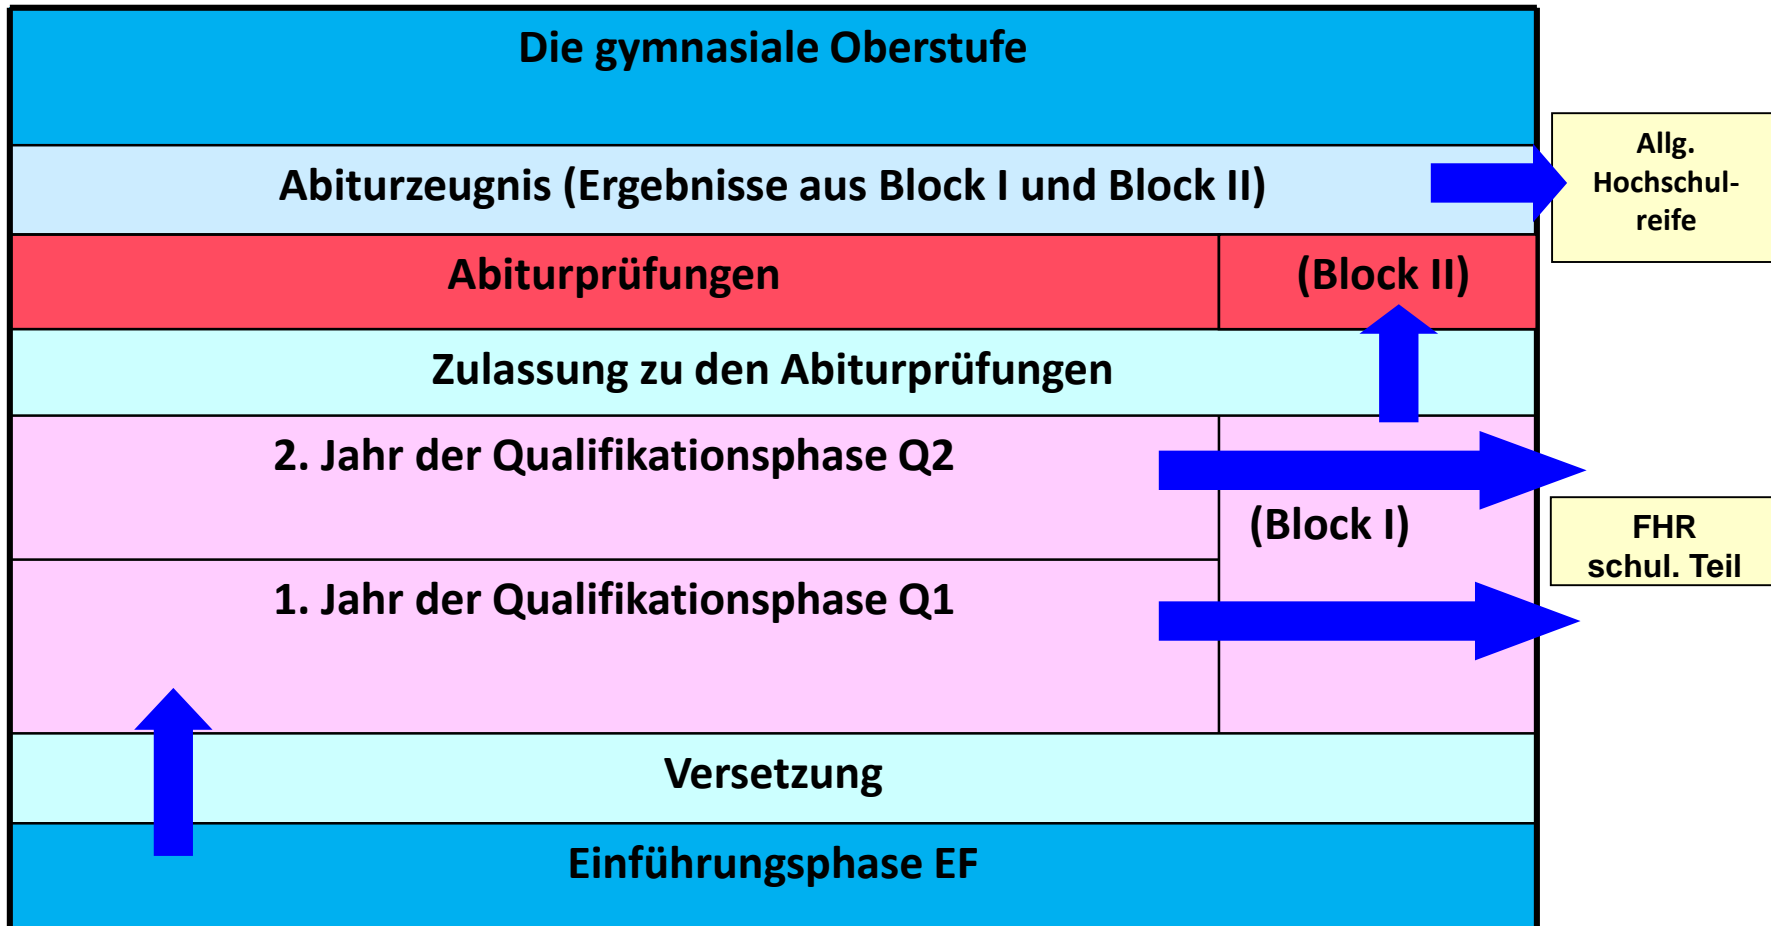 Die gymnasiale Oberstufe
Abiturzeugnis (Ergebnisse aus Block I und Block II)
Allg.
Hochschul-
reife
Abiturprüfungen
(Block II)
Zulassung zu den Abiturprüfungen
2. Jahr der Qualifikationsphase Q2
(Block I)
FHR
schul. Teil
1. Jahr der Qualifikationsphase Q1
Versetzung
Einführungsphase EF